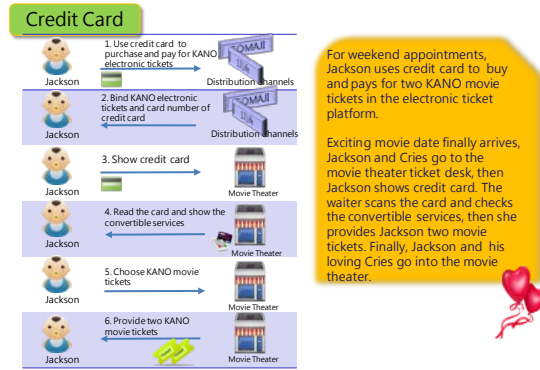 Credit Card
1. Use credit card to
purchase and pay for KANO
electronic tickets
Jackson
Distribution Channels
2. Bind KANO electronic
tickets and card number of
credit card
Jackson
Distribution Channels
3. Show credit card
Jackson
Movie Theater
4. Read the card and show the
convertible services
Jackson
Movie Theater
5. Choose KANO movie
tickets
Jackson
Movie Theater
6. Provide two KANO
movie tickets
Jackson
Movie Theater
For weekend appointments,
Jackson uses credit card to buy
and pays for two KANO movie
tickets in the electronic ticket
platform.
Exciting movie date finally arrives,
Jackson and Cries go to the
movie theater ticket desk, then
Jackson shows credit card. The
waiter scans the card and checks
the convertible services, then she
provides Jackson two movie
tickets. Finally, Jackson and his
loving Cries go into the movie
theater.